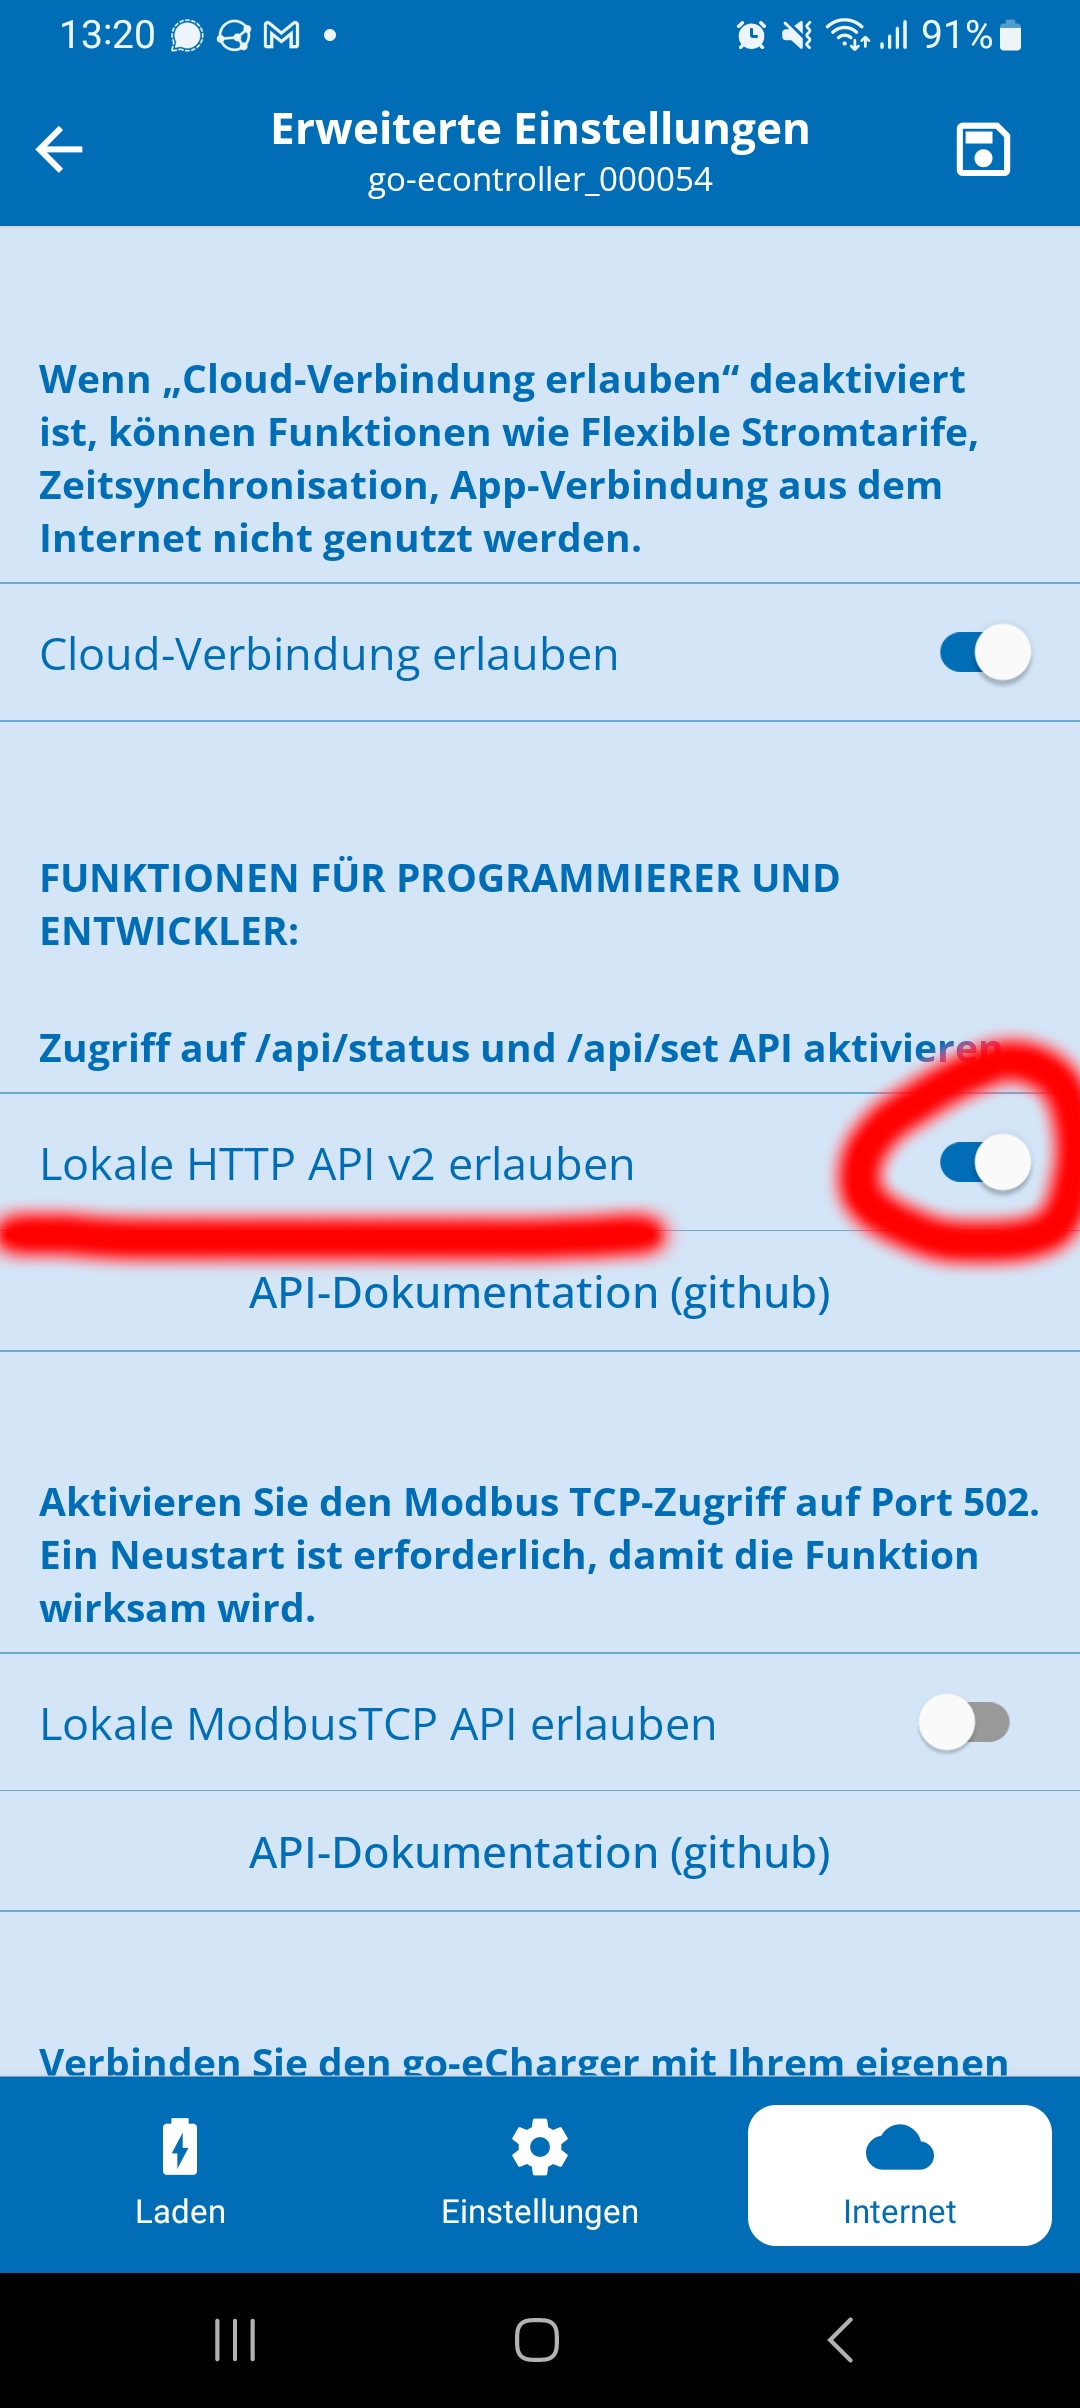 13:20
91%
Erweiterte Einstellungen
go-econtroller_000054
Wenn „Cloud-Verbindung erlauben“ deaktiviert
ist, können Funktionen wie Flexible Stromtarife,
Zeitsynchronisation, App-Verbindung aus dem
Internet nicht genutzt werden.
Cloud-Verbindung erlauben
FUNKTIONEN FÜR PROGRAMMIERER UND
ENTWICKLER:
Zugriff auf /api/status und /api/set API aktivieren
Lokale HTTP API v2 erlauben
API-Dokumentation (github)
Aktivieren Sie den Modbus TCP-Zugriff auf Port 502.
Ein Neustart ist erforderlich, damit die Funktion
wirksam wird.
Lokale ModbusTCP API erlauben
API-Dokumentation (github)
Verbinden Sie den go-eCharger mit Ihrem eigenen
Laden
Einstellungen
Internet